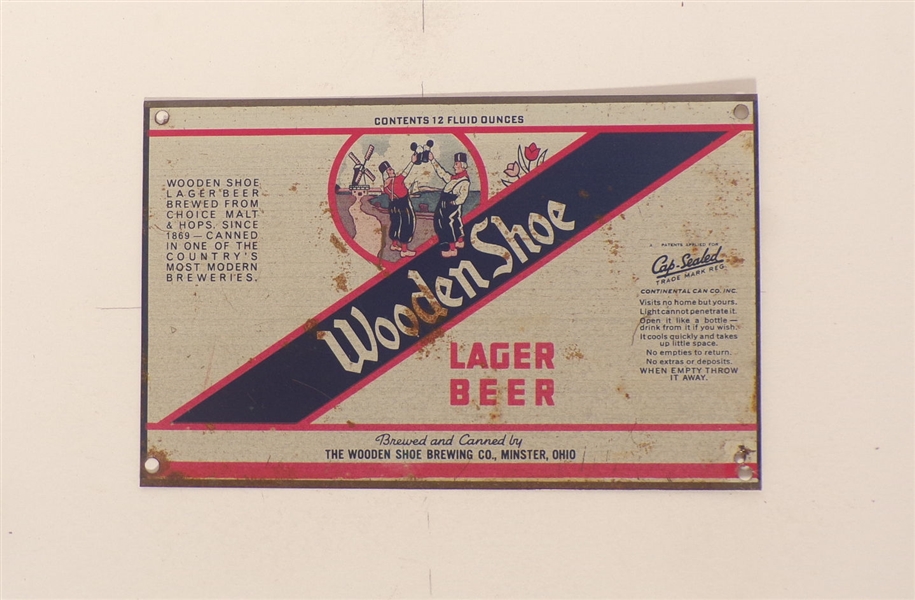 CONTENTS 12 FLUID OUNCES
WOODEN SHOE
LAGER BEER
BREWED FROM
CHOICE MALT
& HOPS. SINCE
1869 — CANNED
IN ONE OF THE
COUNTRY'S
MOST MODERN
BREWERIES.
Wooden Shoe
LAGER
BEER
PATENTS APPLIED FOR
Cap-Sealed
TRADE MARK REG.
CONTINENTAL CAN CO. INC.
Visits no home but yours.
Light cannot penetrate it.
Open it like a bottle —
drink from it if you wish.
It cools quickly and takes
up little space.
No empties to return.
No extras or deposits.
WHEN EMPTY THROW
IT AWAY.
Brewed and Canned by
THE WOODEN SHOE BREWING CO., MINSTER, OHIO